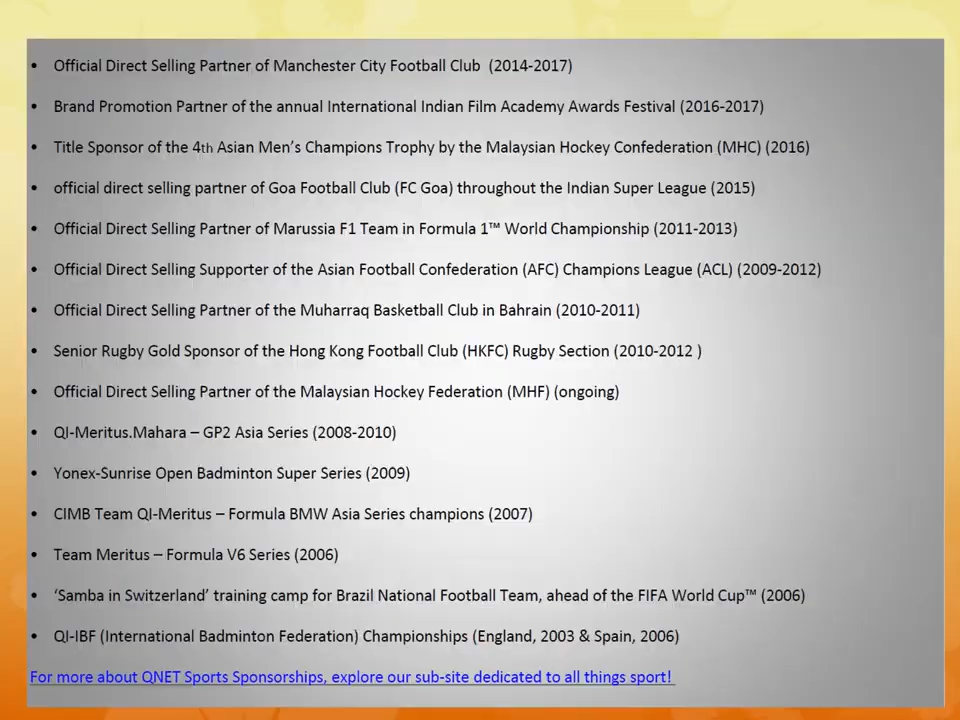 • Official Direct Selling Partner of Manchester City Football Club (2014-2017)
• Brand Promotion Partner of the annual International Indian Film Academy Awards Festival (2016-2017)
• Title Sponsor of the 4th Asian Men's Champions Trophy by the Malaysian Hockey Confederation (MHC) (2016)
• official direct selling partner of Goa Football Club (FC Goa) throughout the Indian Super League (2015)
• Official Direct Selling Partner of Marussia F1 Team in Formula 1™ World Championship (2011-2013)
• Official Direct Selling Supporter of the Asian Football Confederation (AFC) Champions League (ACL) (2009-2012)
• Official Direct Selling Partner of the Muharraq Basketball Club in Bahrain (2010-2011)
• Senior Rugby Gold Sponsor of the Hong Kong Football Club (HKFC) Rugby Section (2010-2012 )
• Official Direct Selling Partner of the Malaysian Hockey Federation (MHF) (ongoing)
• QI-Meritus.Mahara – GP2 Asia Series (2008-2010)
• Yonex-Sunrise Open Badminton Super Series (2009)
• CIMB Team QI-Meritus – Formula BMW Asia Series champions (2007)
• Team Meritus – Formula V6 Series (2006)
• ‘Samba in Switzerland’ training camp for Brazil National Football Team, ahead of the FIFA World Cup™ (2006)
• QI-IBF (International Badminton Federation) Championships (England, 2003 & Spain, 2006)
For more about QNET Sports Sponsorships, explore our sub-site dedicated to all things sport!